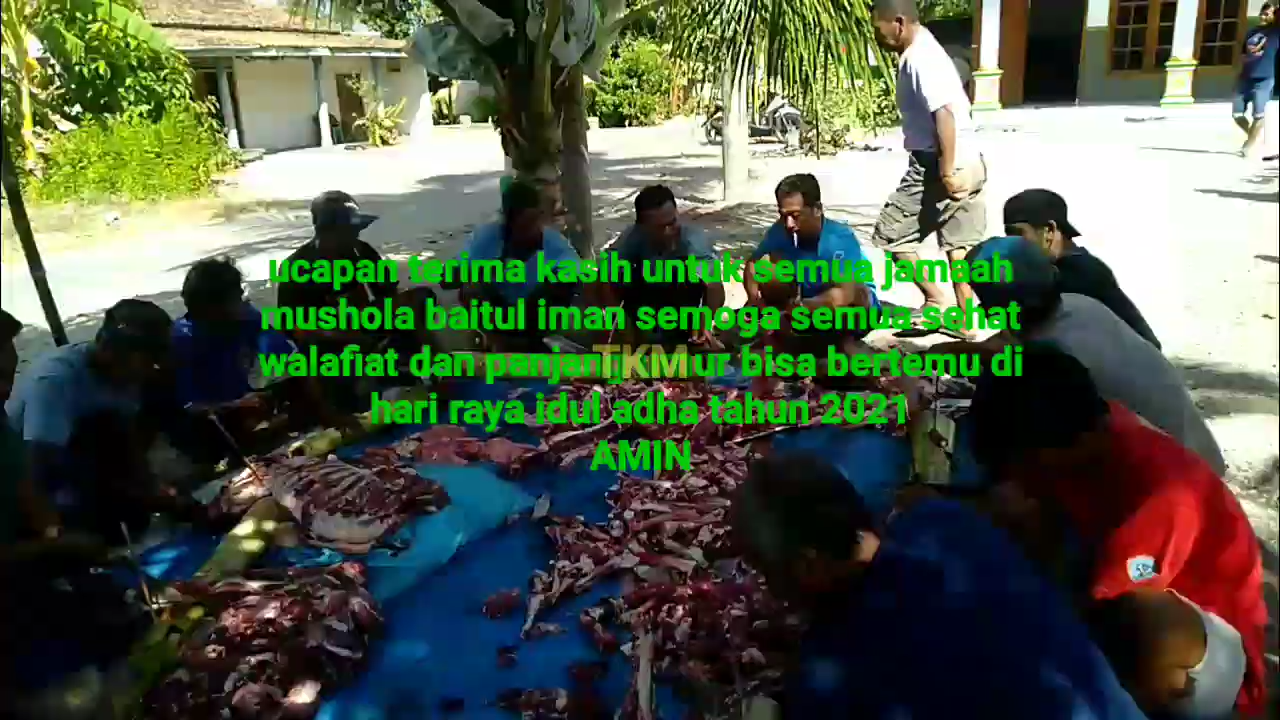 ucapan terima kasih untuk semua jamaah
mushola baitul iman semoga semua sehat
walafiat dan panjang umur bisa bertemu di
hari raya idul adha tahun 2021
AMIN
TKM